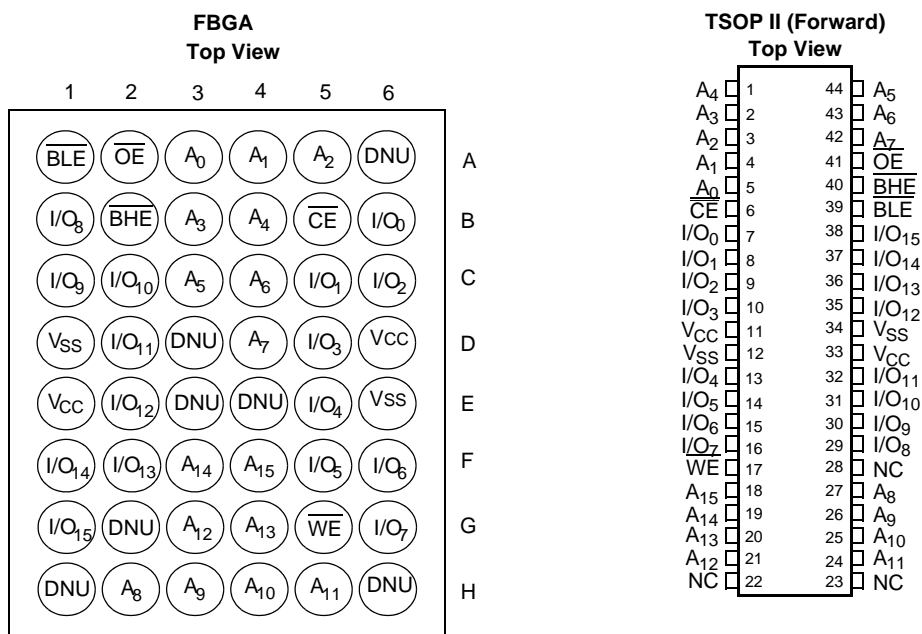 FBGA
Top View
1 2 3 4 5 6
BLE OE A0 A1 A2 DNU A
I/O8 BHE A3 A4 CE I/O0 B
I/O9 I/O10 A5 A6 I/O1 I/O2 C
VSS I/O11 DNU A7 I/O3 VCC D
VCC I/O12 DNU DNU I/O4 VSS E
I/O14 I/O13 A14 A15 I/O5 I/O6 F
I/O15 DNU A12 A13 WE I/O7 G
DNU A8 A9 A10 A11 DNU H
TSOP II (Forward)
Top View
A4 1 44 A5
A3 2 43 A6
A2 3 42 A7
A1 4 41 OE
A0 5 40 BHE
CE 6 39 BLE
I/O0 7 38 I/O15
I/O1 8 37 I/O14
I/O2 9 36 I/O13
I/O3 10 35 I/O12
VCC 11 34 VSS
VSS 12 33 VCC
I/O4 13 32 I/O11
I/O5 14 31 I/O10
I/O6 15 30 I/O9
I/O7 16 29 I/O8
WE 17 28 NC
A15 18 27 A8
A14 19 26 A9
A13 20 25 A10
A12 21 24 A11
NC 22 23 NC